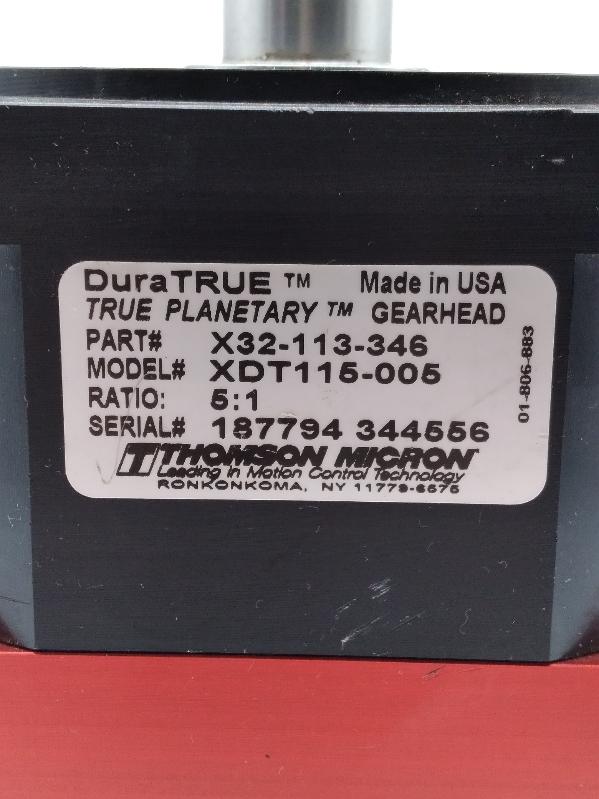 DuraTRUE ™ Made in USA
TRUE PLANETARY ™ GEARHEAD
PART# X32-113-346
MODEL# XDT115-005
RATIO: 5:1
SERIAL# 187794 344556
THOMSON MICRON
Leading in Motion Control Technology
RONKONKOMA, NY 11779-6675
01-806-883